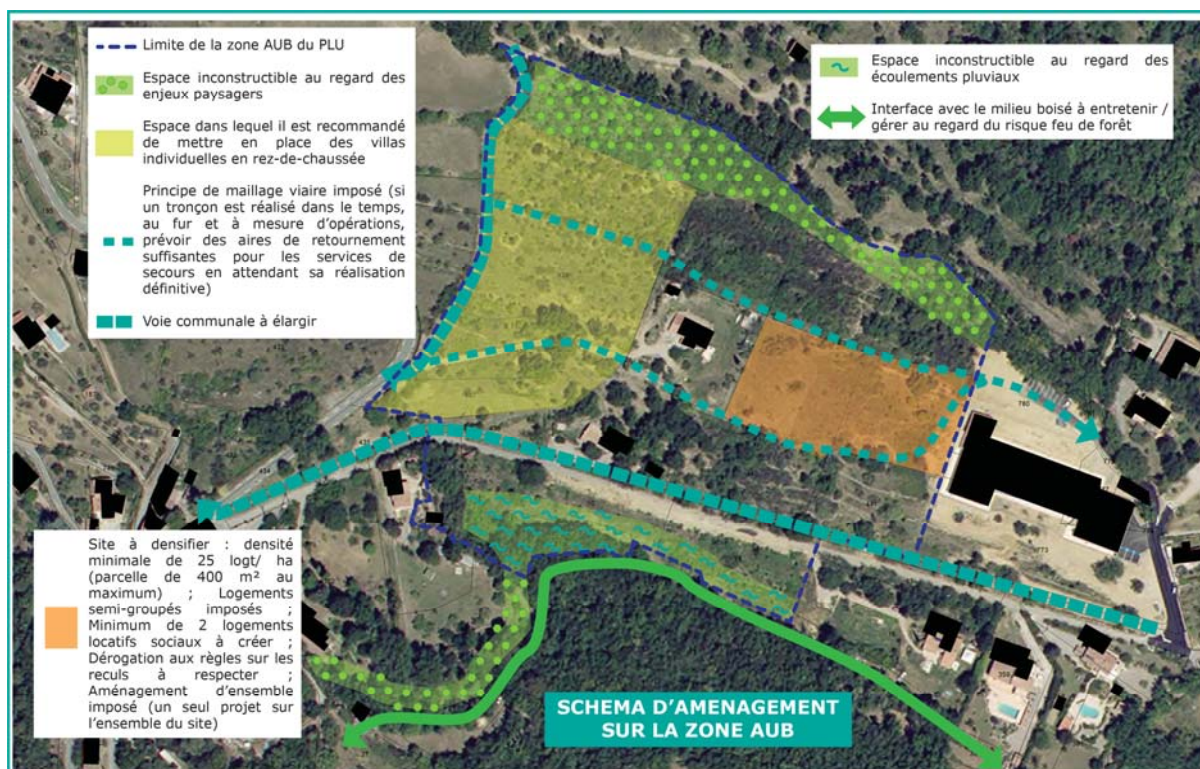 Limite de la zone AUB du PLU
Espace inconstructible au regard des
enjeux paysagers
Espace dans lequel il est recommandé
de mettre en place des villas
individuelles en rez-de-chaussée
Principe de maillage viaire imposé (si
un tronçon est réalisé dans le temps,
au fur et à mesure d'opérations,
prévoir des aires de retournement
suffisantes pour les services de
secours en attendant sa réalisation
définitive)
Voie communale à élargir
Espace inconstructible au regard des
écoulements pluviaux
Interface avec le milieu boisé à entretenir /
gérer au regard du risque feu de forêt
780
773
Site à densifier : densité
minimale de 25 logt/ ha
(parcelle de 400 m² au
maximum) ; Logements
semi-groupés imposés ;
Minimum de 2 logements
locatifs sociaux à créer ;
Dérogation aux règles sur les
reculs à respecter ;
Aménagement d'ensemble
imposé (un seul projet sur
l'ensemble du site)
SCHEMA D'AMENAGEMENT
SUR LA ZONE AUB